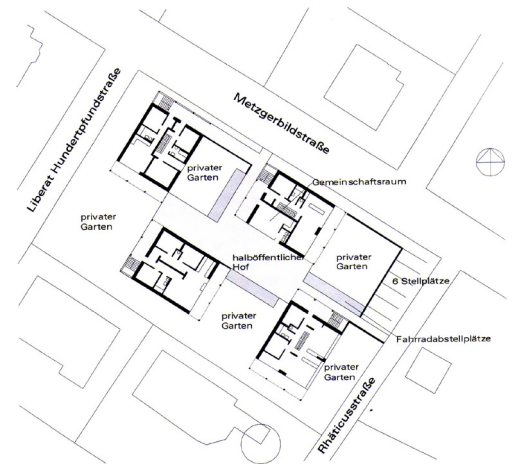 Metzgerbildstraße
Liberat Hundertpfundstraße
privater
Garten
Gemeinschaftsraum
privater
Garten
halböffentlicher
Hof
privater
Garten
6 Stellplätze
privater
Garten
Fahrradabstellplätze
privater
Garten
Rhäticusstraße